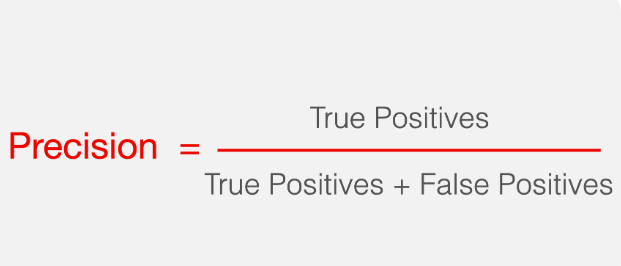 True Positives
Precision =
True Positives + False Positives